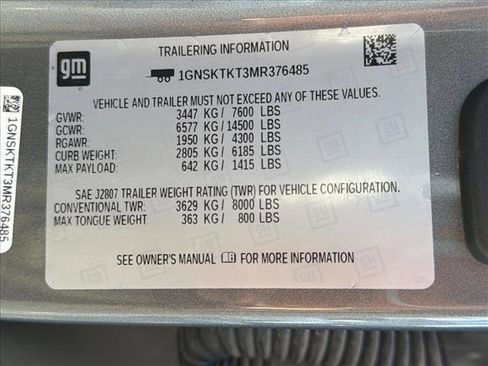 gm
TRAILERING INFORMATION
1GNSKTKT3MR376485
VEHICLE AND TRAILER MUST NOT EXCEED ANY OF THESE VALUES.
GVWR: 3447 KG / 7600 LBS
GCWR: 6577 KG / 14500 LBS
RGAWR: 1950 KG / 4300 LBS
CURB WEIGHT: 2805 KG / 6185 LBS
MAX PAYLOAD: 642 KG / 1415 LBS
SAE J2807 TRAILER WEIGHT RATING (TWR) FOR VEHICLE CONFIGURATION.
CONVENTIONAL TWR: 3629 KG / 8000 LBS
MAX TONGUE WEIGHT: 363 KG / 800 LBS
SEE OWNER'S MANUAL FOR MORE INFORMATION
1GNSKTKT3MR376485